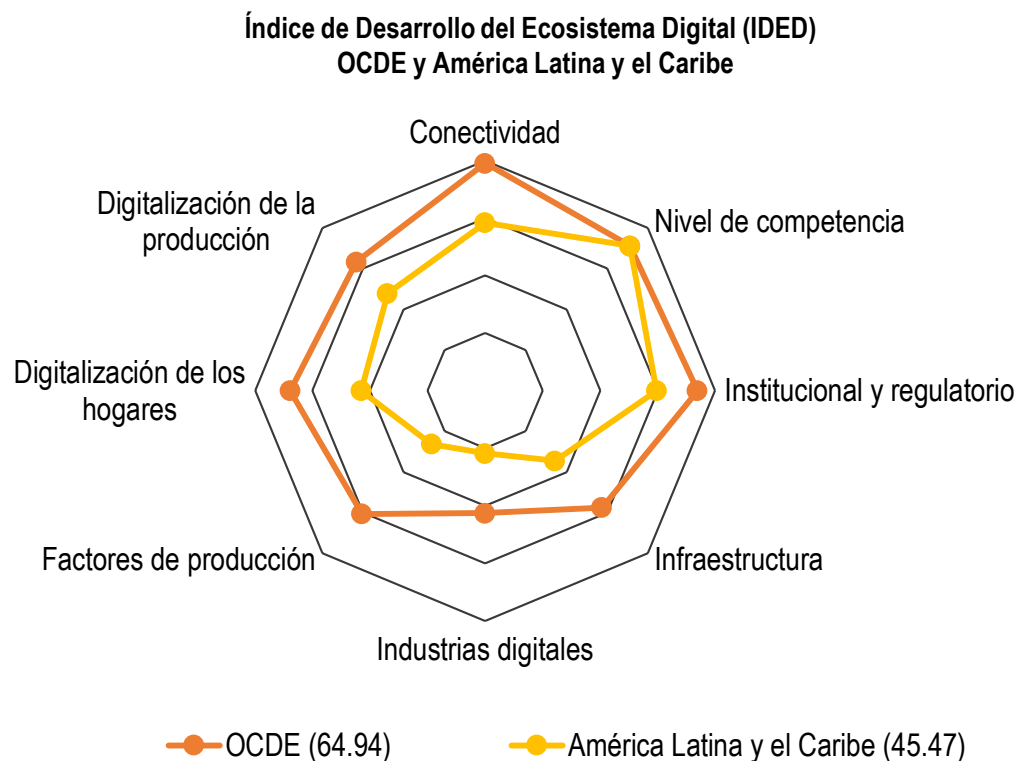 Índice de Desarrollo del Ecosistema Digital (IDED)
OCDE y América Latina y el Caribe
Conectividad
Digitalización de la
producción
Nivel de competencia
Digitalización de los
hogares
Institucional y regulatorio
Factores de producción
Infraestructura
Industrias digitales
OCDE (64.94)
América Latina y el Caribe (45.47)